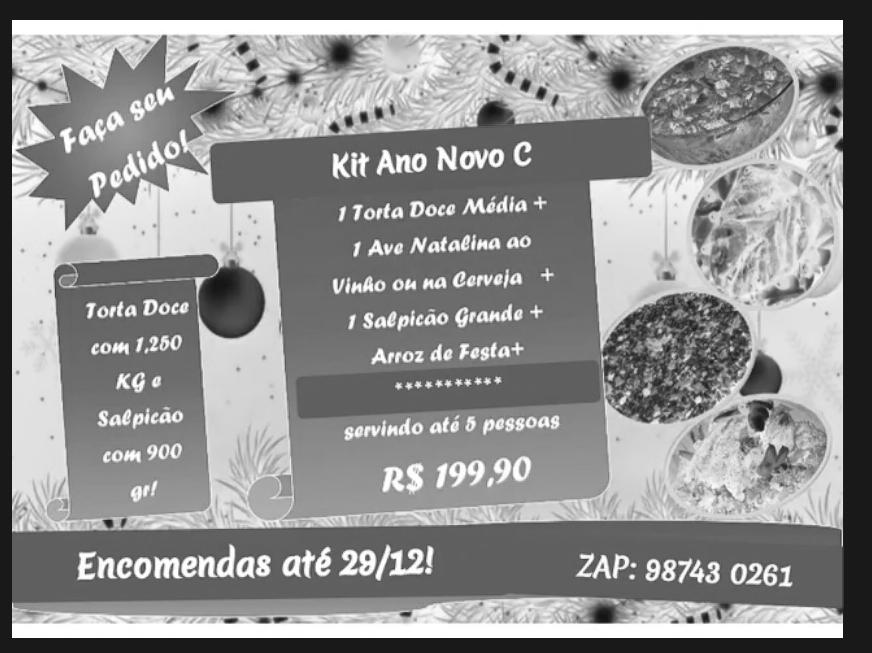 Faça seu
Pedido!
Kit Ano Novo C
1 Torta Doce Média +
1 Ave Natalina ao
Vinho ou na Cerveja +
1 Salpicão Grande +
Arroz de Festa+
***********
servindo até 5 pessoas
R$ 199,90
Torta Doce
com 1,250
KG e
Salpicão
com 900
gr!
Encomendas até 29/12!
ZAP: 98743 0261